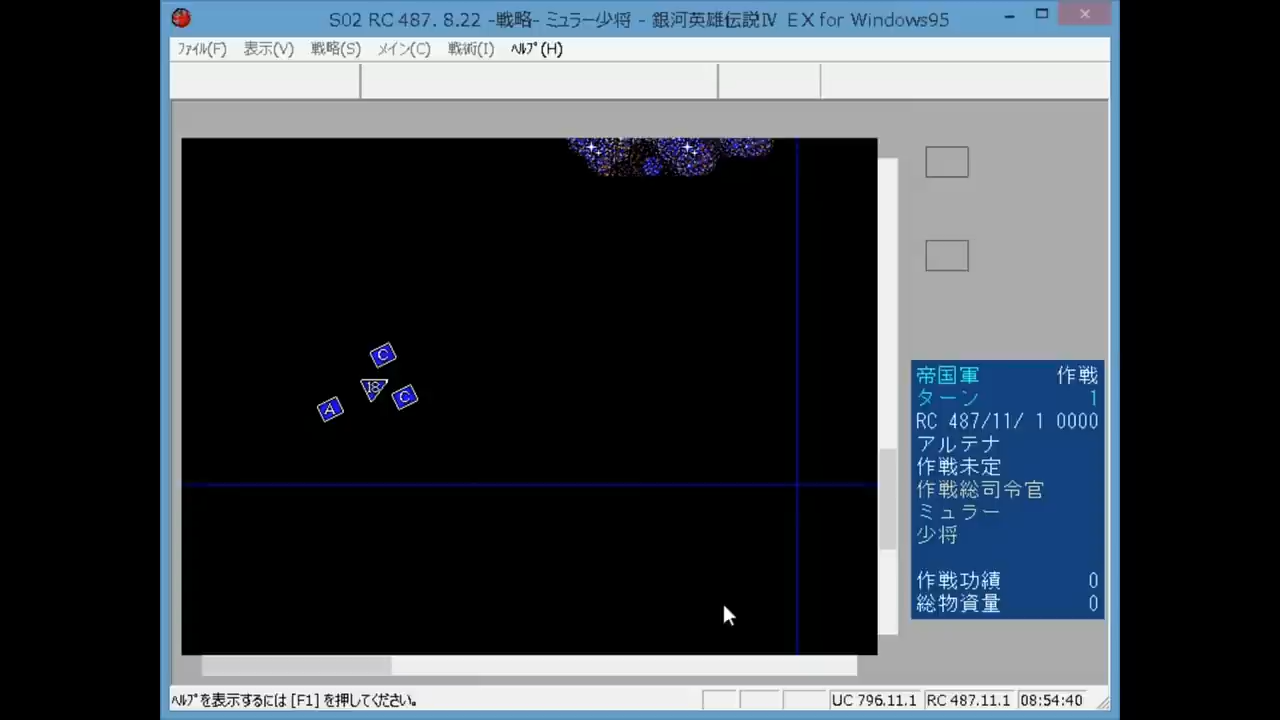 S02 RC 487. 8.22 -戦略- ミュラー少将 - 銀河英雄伝説Ⅳ EX for Windows95
ﾌｧｲﾙ(F) 表示(V) 戦略(S) メイン(C) 戦術(I) ﾍﾙﾌﾟ(H)
C
18
C
A
帝国軍 作戦
ターン 1
RC 487/11/ 1 0000
アルテナ
作戦未定
作戦総司令官
ミュラー
少将
作戦功績 0
総物資量 0
ﾍﾙﾌﾟを表示するには [F1] を押してください。 UC 796.11.1 RC 487.11.1 08:54:40